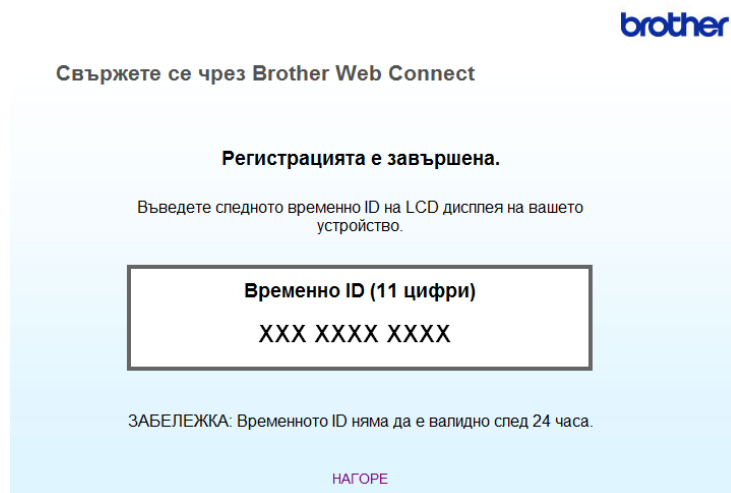 brother
Свържете се чрез Brother Web Connect
Регистрацията е завършена.
Въведете следното временно ID на LCD дисплея на вашето
устройство.
Временно ID (11 цифри)
XXX XXXX XXXX
ЗАБЕЛЕЖКА: Временното ID няма да е валидно след 24 часа.
НАГОРЕ